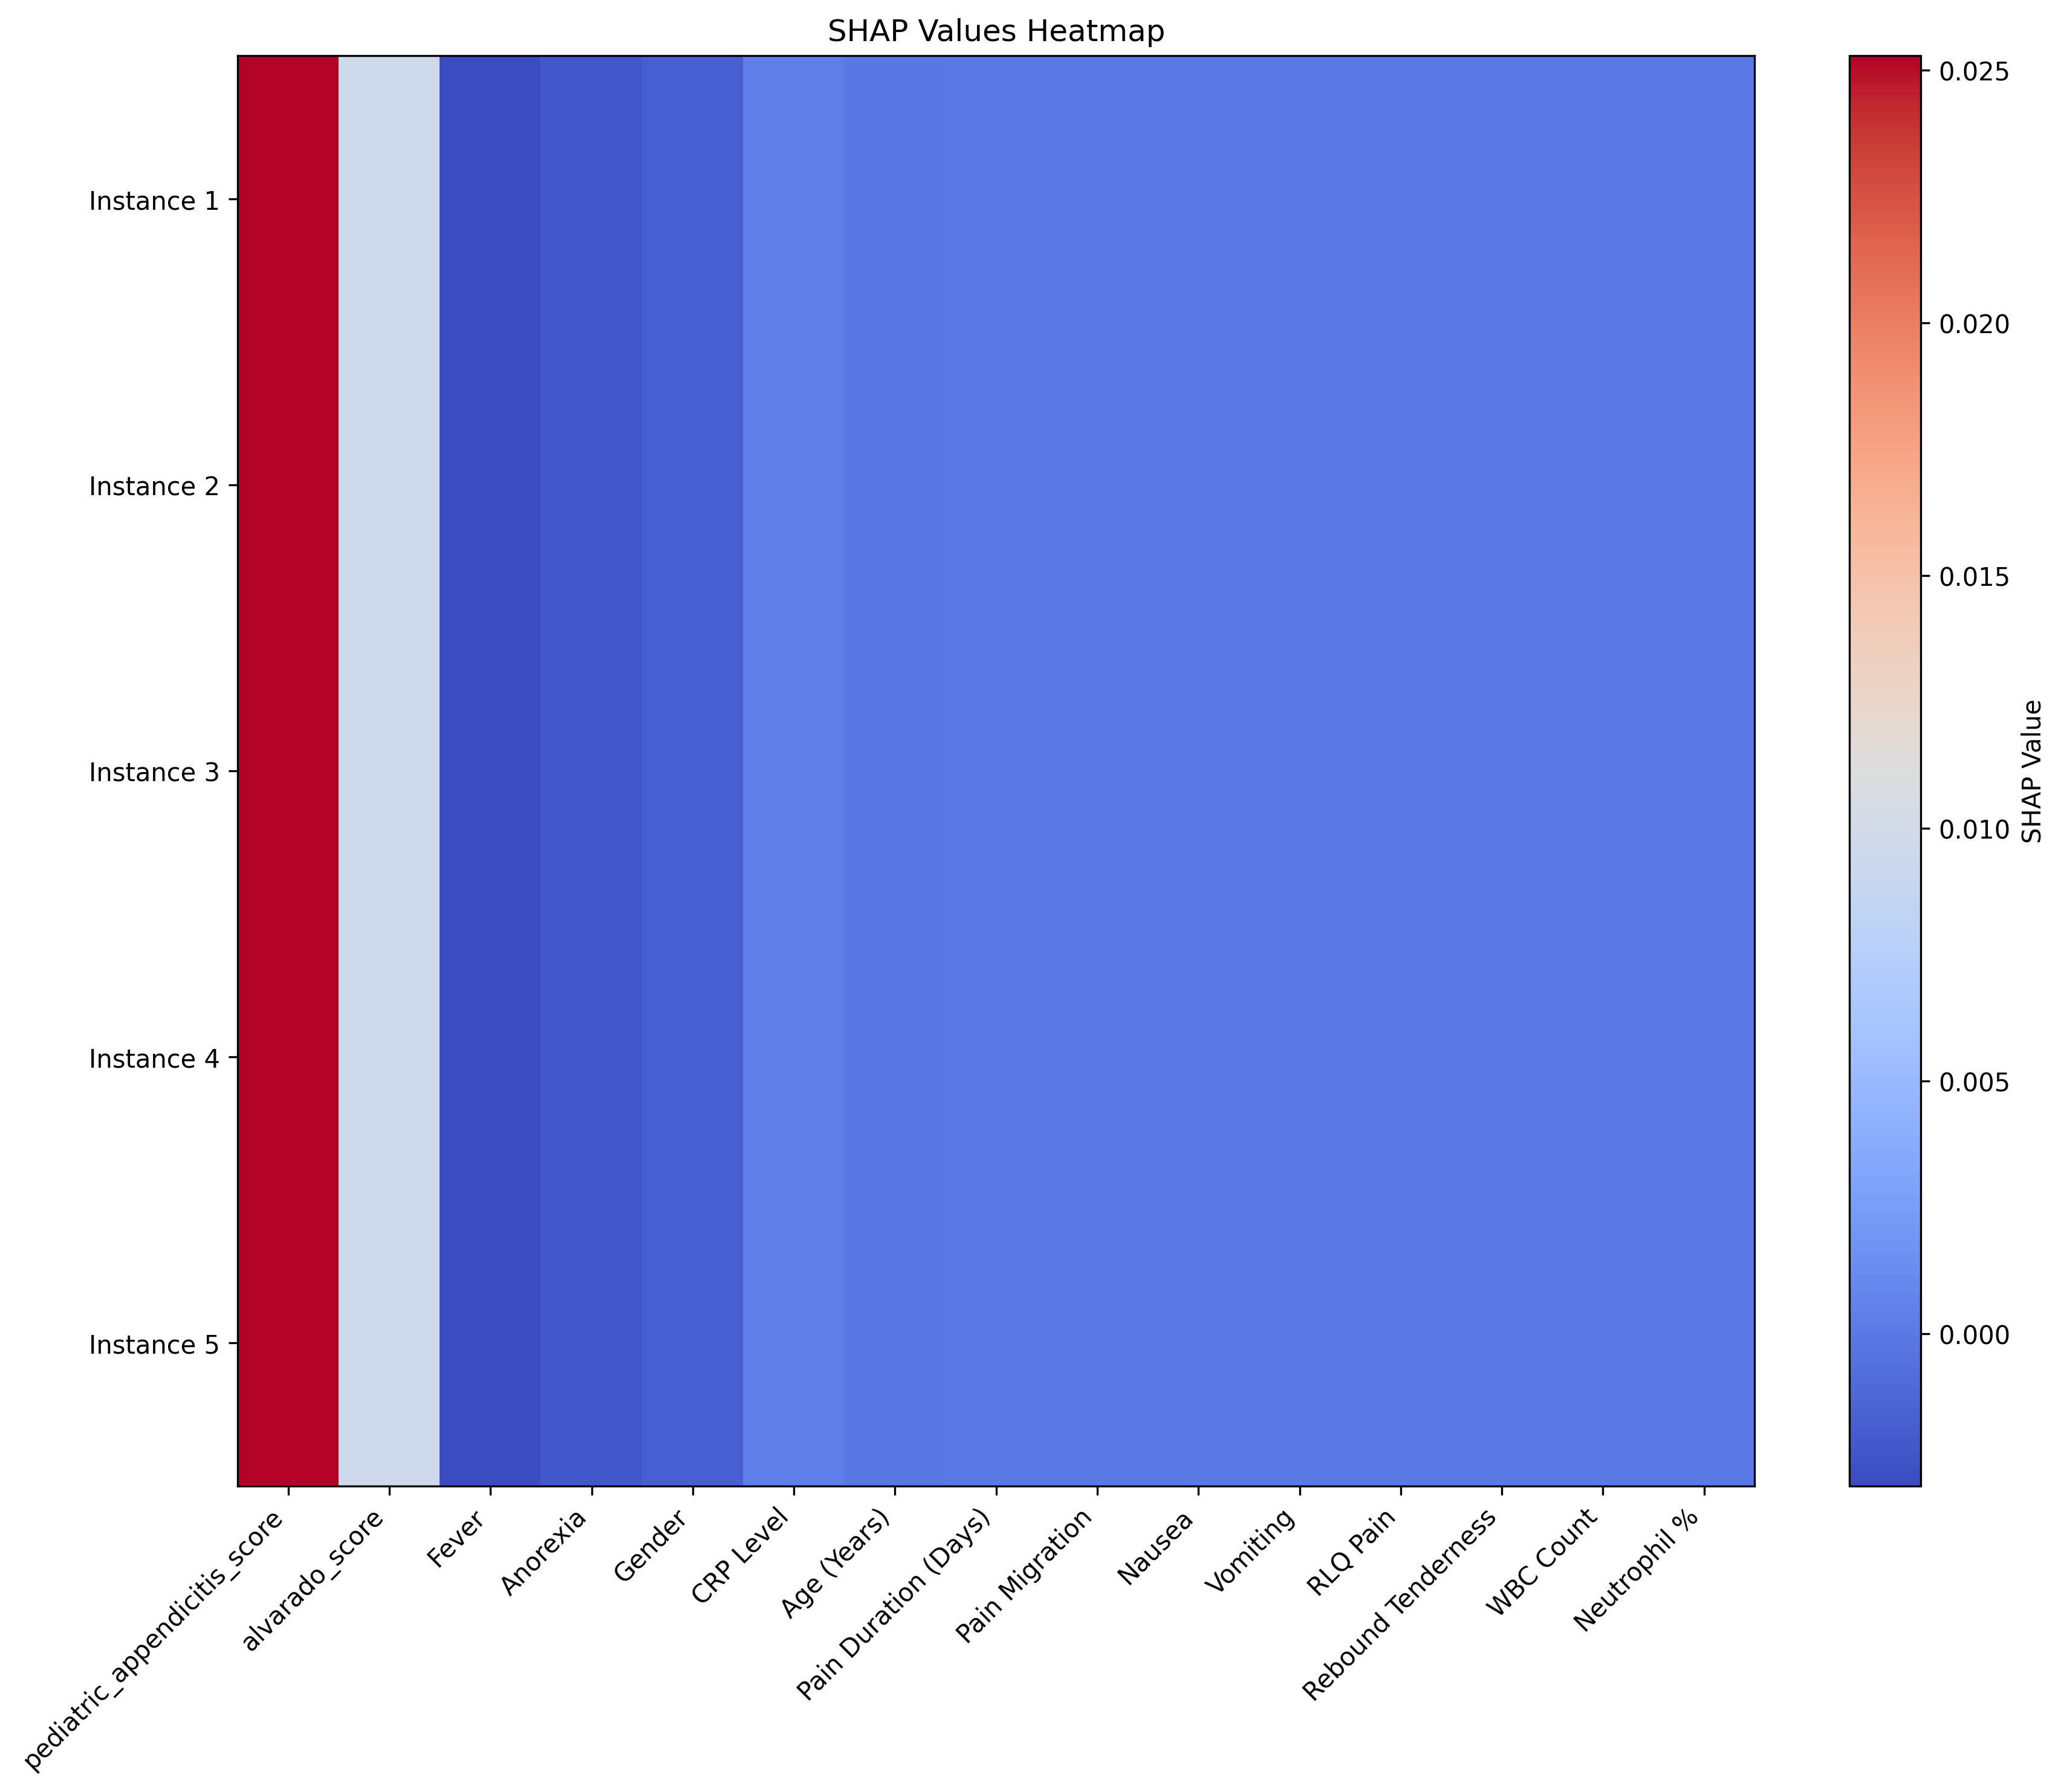 SHAP Values Heatmap
Instance 1
Instance 2
Instance 3
Instance 4
Instance 5
pediatric_appendicitis_score
alvarado_score
Fever
Anorexia
Gender
CRP Level
Age (Years)
Pain Duration (Days)
Pain Migration
Nausea
Vomiting
RLQ Pain
Rebound Tenderness
WBC Count
Neutrophil %
0.025
0.020
0.015
0.010
0.005
0.000
SHAP Value